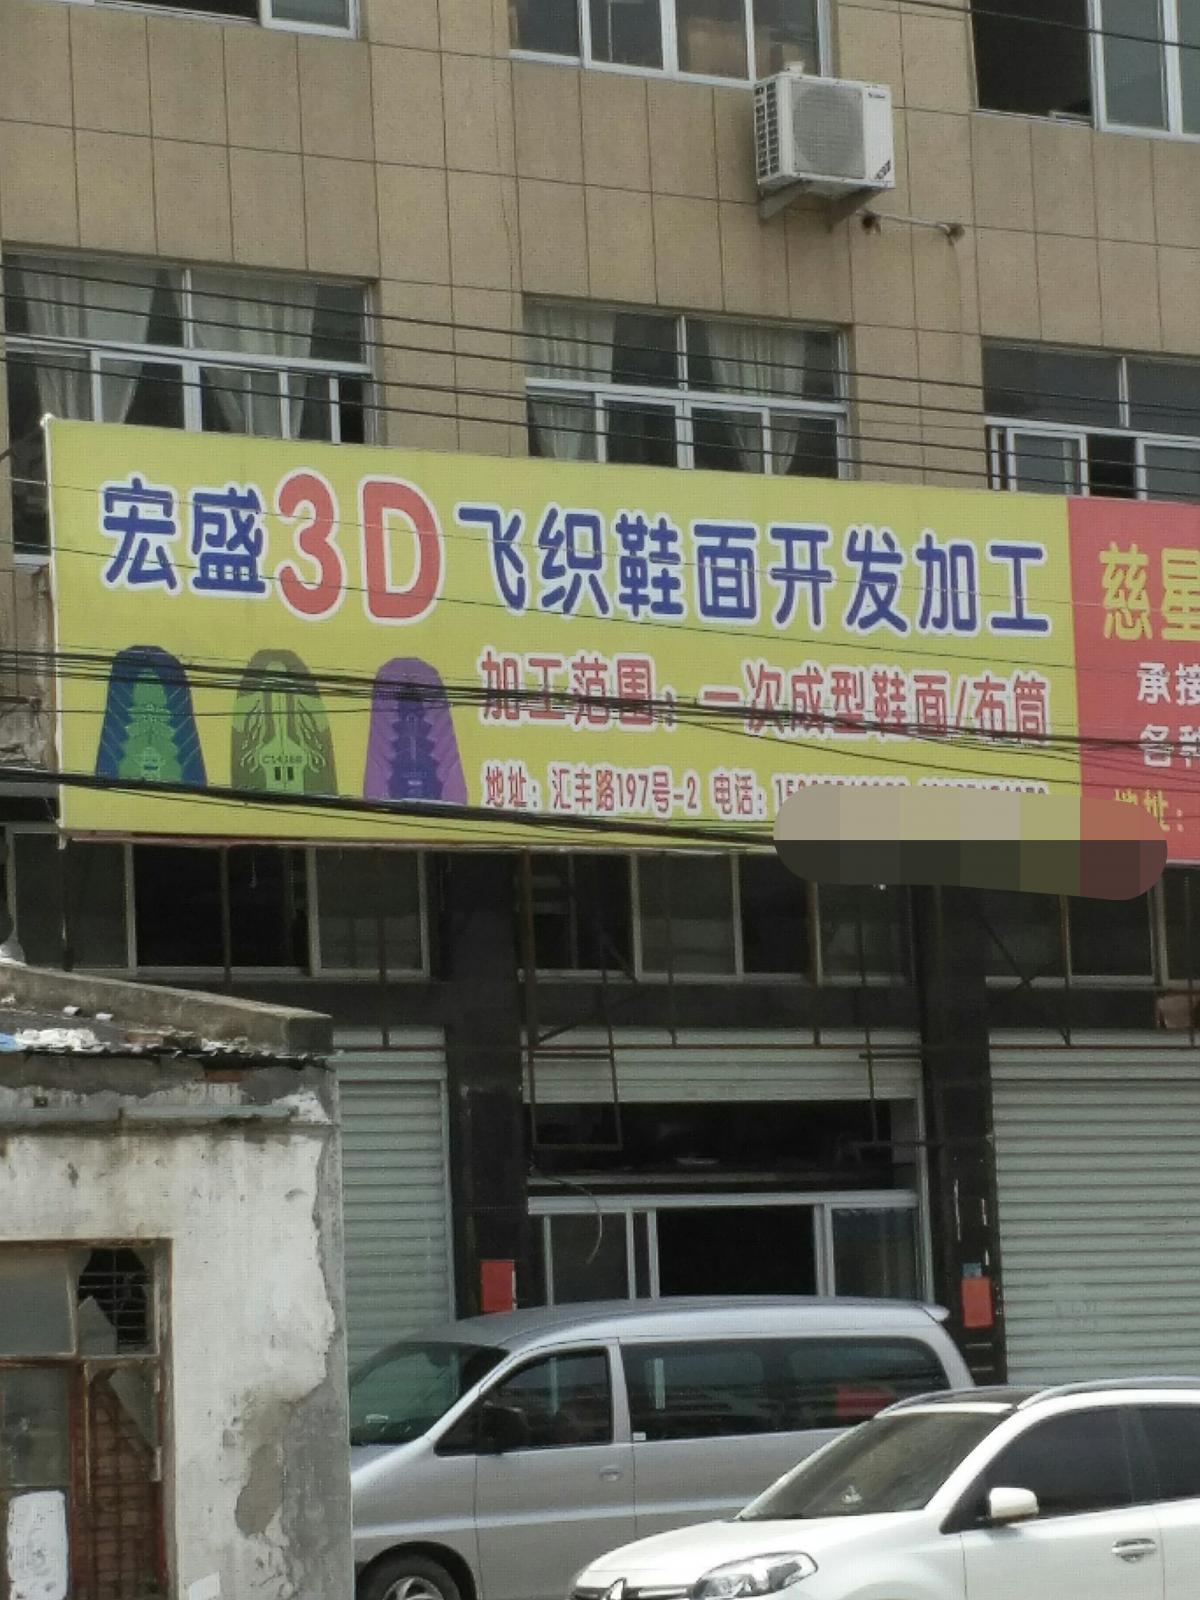 宏盛3D飞织鞋面开发加工
加工范围：一次成型鞋面/布筒
地址：汇丰路197号-2 电话：15
慈星
承接
各种
地址：